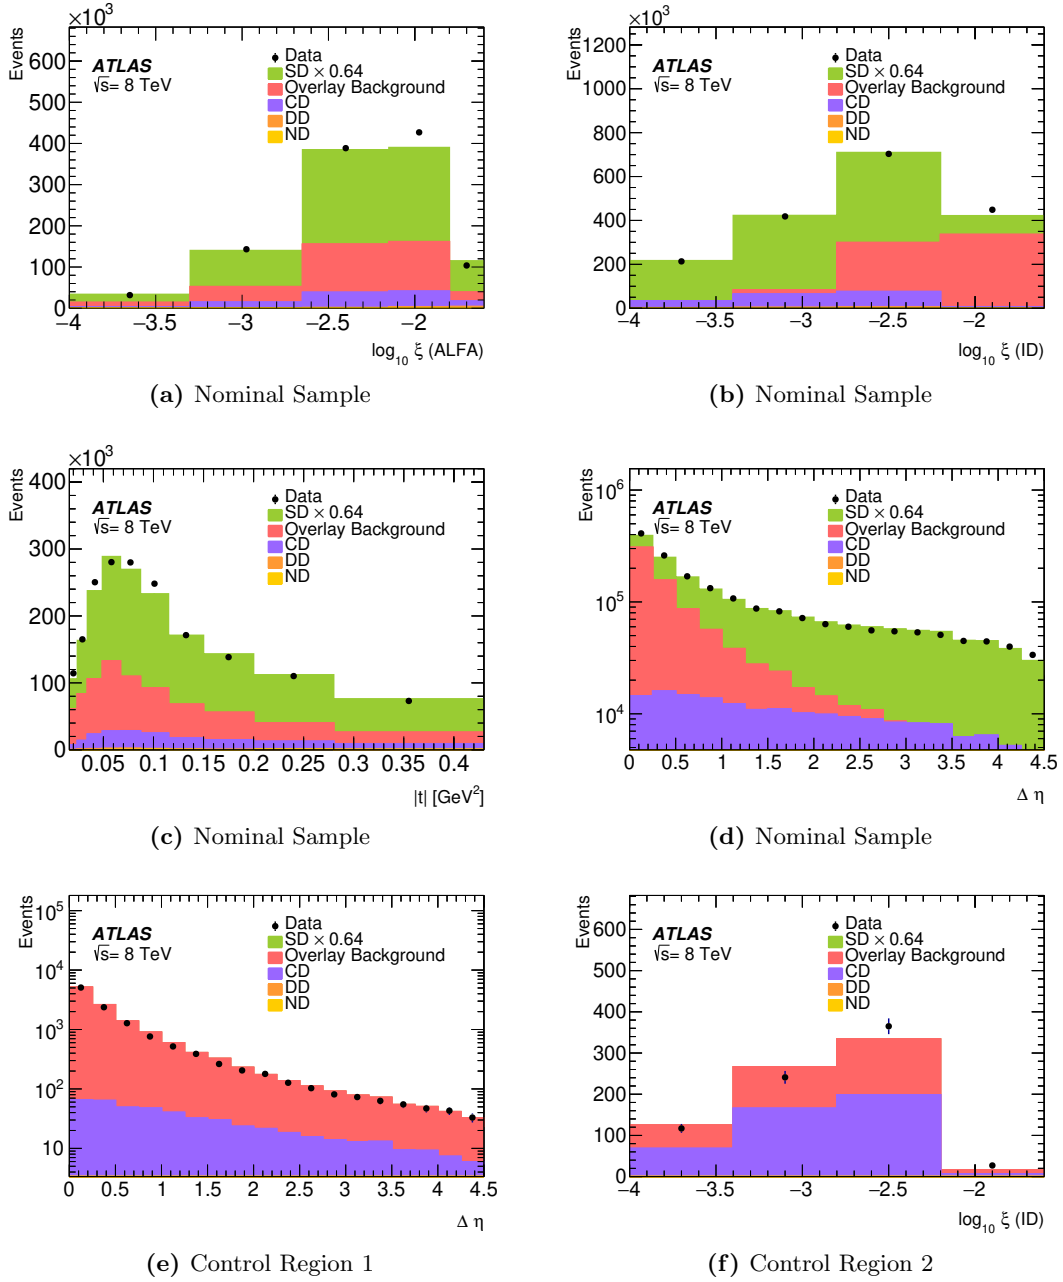 ×10³
Events
600
500
400
300
200
100
0
ATLAS
√s= 8 TeV
Data
SD × 0.64
Overlay Background
CD
DD
ND
−4 −3.5 −3 −2.5 −2
log₁₀ ξ (ALFA)
(a) Nominal Sample
×10³
Events
1200
1000
800
600
400
200
0
ATLAS
√s= 8 TeV
Data
SD × 0.64
Overlay Background
CD
DD
ND
−4 −3.5 −3 −2.5 −2
log₁₀ ξ (ID)
(b) Nominal Sample
×10³
Events
400
300
200
100
0
ATLAS
√s= 8 TeV
Data
SD × 0.64
Overlay Background
CD
DD
ND
0.05 0.1 0.15 0.2 0.25 0.3 0.35 0.4
|t| [GeV²]
(c) Nominal Sample
Events
10⁶
10⁵
10⁴
ATLAS
√s= 8 TeV
Data
SD × 0.64
Overlay Background
CD
DD
ND
0 0.5 1 1.5 2 2.5 3 3.5 4 4.5
Δ η
(d) Nominal Sample
Events
10⁵
10⁴
10³
10²
10
ATLAS
√s= 8 TeV
Data
SD × 0.64
Overlay Background
CD
DD
ND
0 0.5 1 1.5 2 2.5 3 3.5 4 4.5
Δ η
(e) Control Region 1
Events
600
500
400
300
200
100
0
ATLAS
√s= 8 TeV
Data
SD × 0.64
Overlay Background
CD
DD
ND
−4 −3.5 −3 −2.5 −2
log₁₀ ξ (ID)
(f) Control Region 2